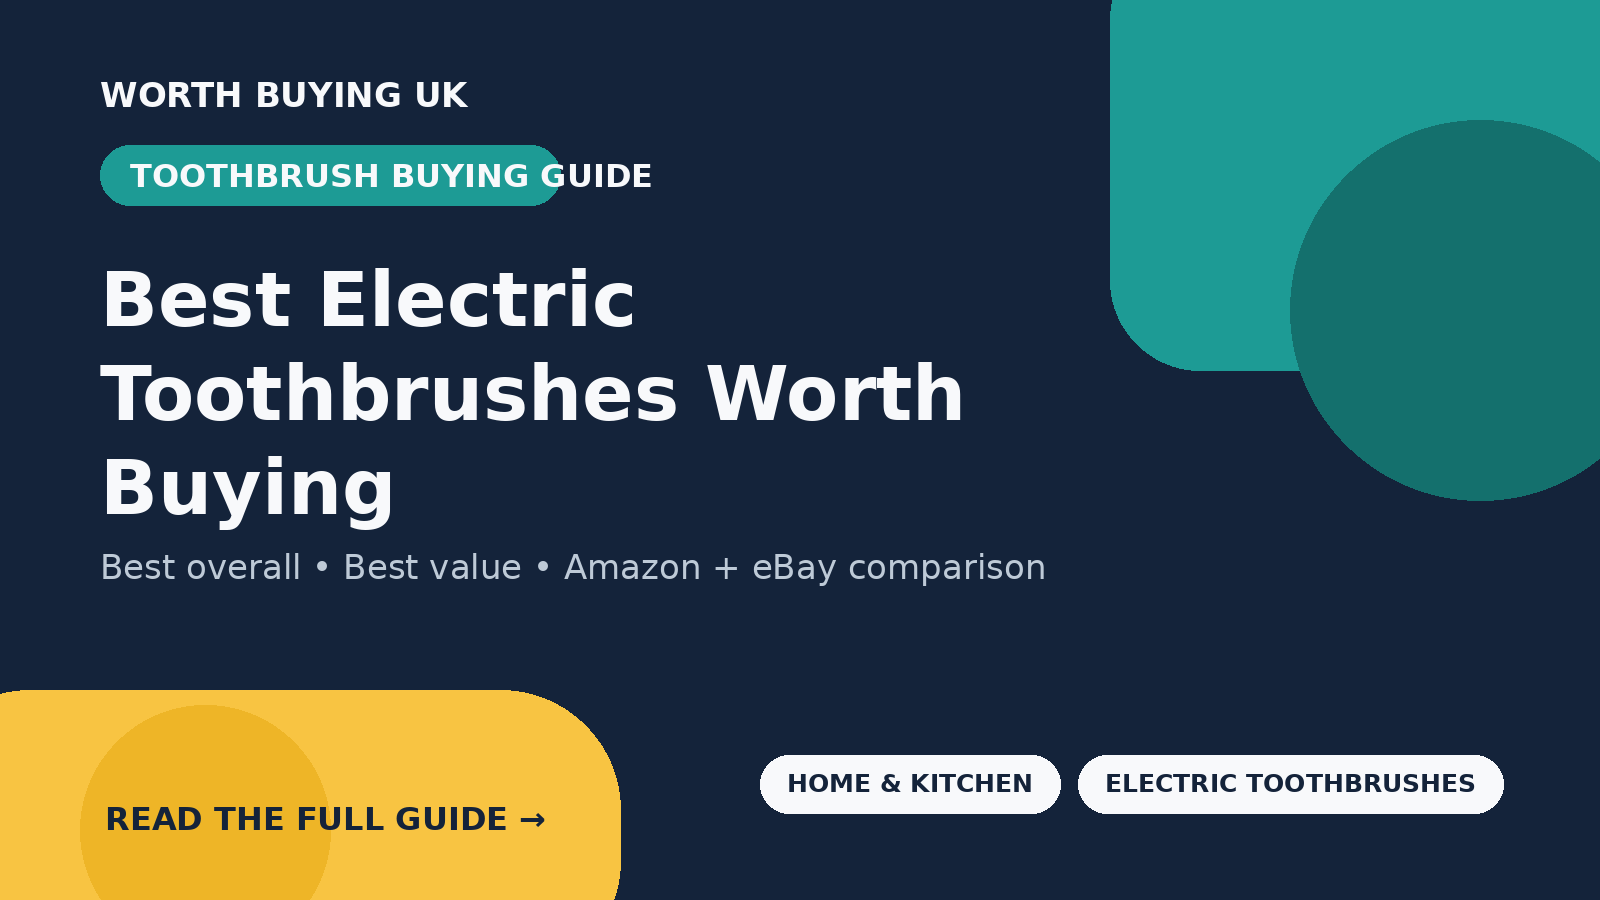 WORTH BUYING UK
TOOTHBRUSH BUYING GUIDE
Best Electric
Toothbrushes Worth
Buying
Best overall • Best value • Amazon + eBay comparison
READ THE FULL GUIDE →
HOME & KITCHEN
ELECTRIC TOOTHBRUSHES